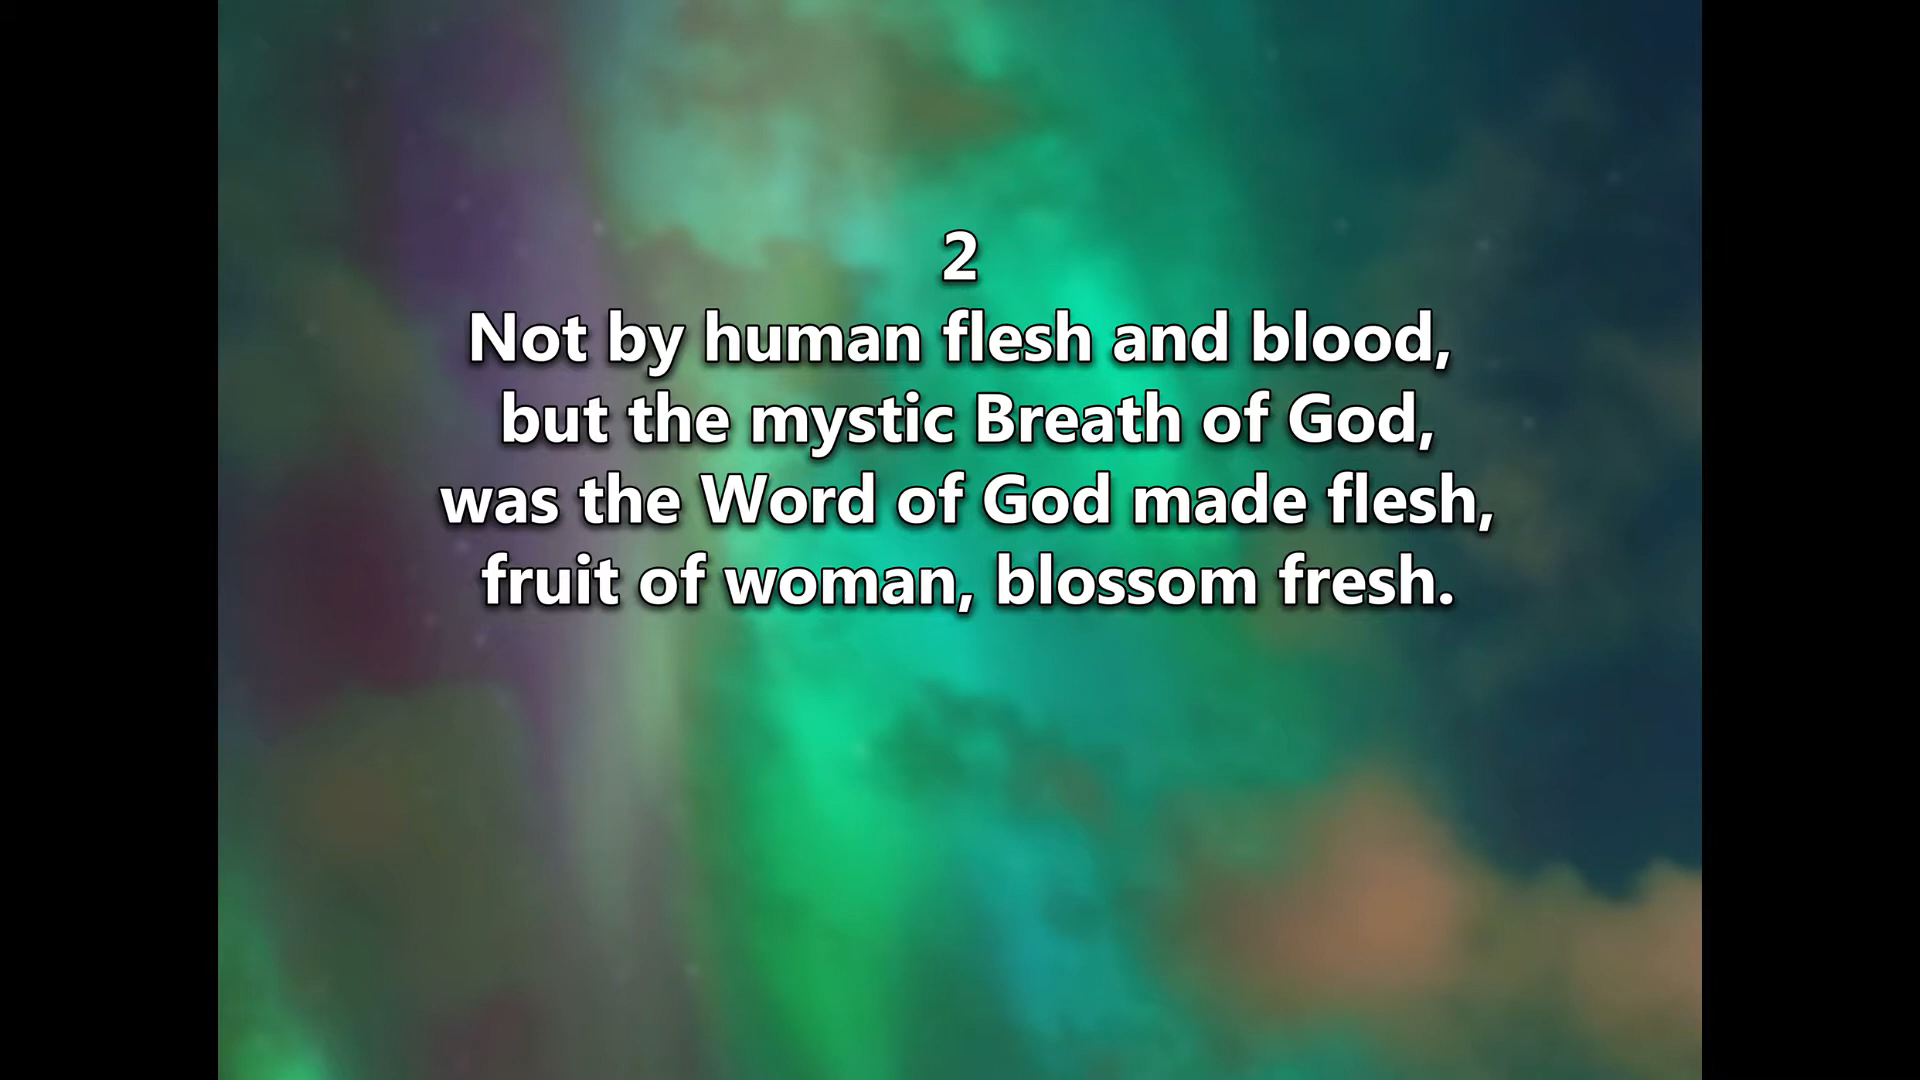 2
Not by human flesh and blood,
but the mystic Breath of God,
was the Word of God made flesh,
fruit of woman, blossom fresh.